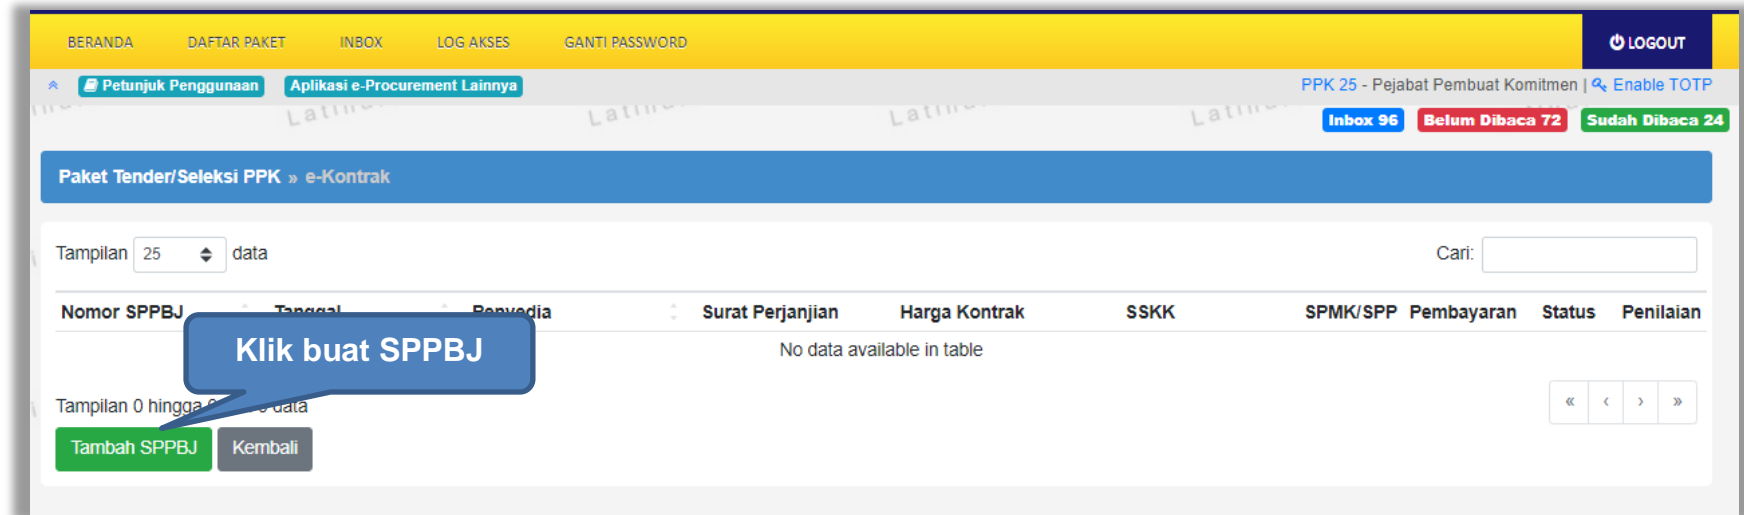 BERANDA DAFTAR PAKET INBOX LOG AKSES GANTI PASSWORD LOGOUT
Petunjuk Penggunaan Aplikasi e-Procurement Lainnya PPK 25 - Pejabat Pembuat Komitmen | Enable TOTP
Inbox 96 Belum Dibaca 72 Sudah Dibaca 24
Paket Tender/Seleksi PPK » e-Kontrak
Tampilan 25 data Cari:
Nomor SPPBJ Tanggal Penyedia Surat Perjanjian Harga Kontrak SSKK SPMK/SPP Pembayaran Status Penilaian
Klik buat SPPBJ
No data available in table
Tampilan 0 hingga data
« ‹ › »
Tambah SPPBJ Kembali